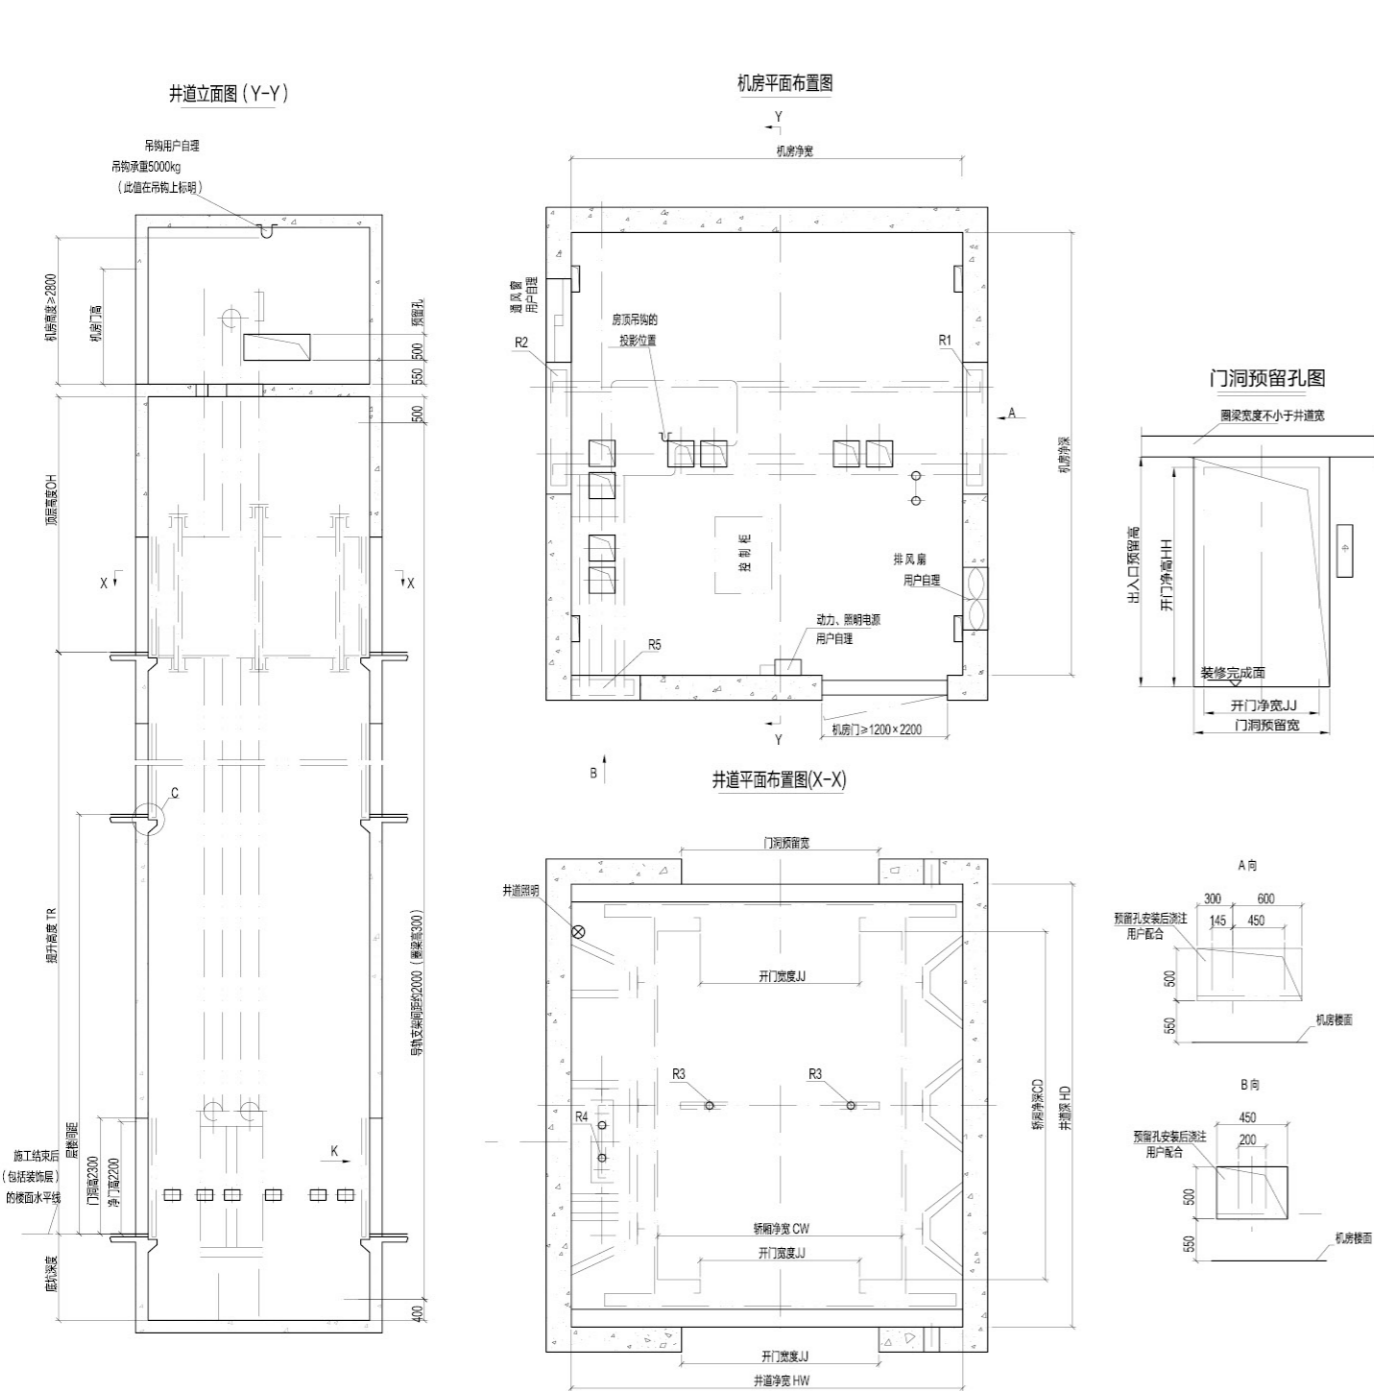 井道立面图(Y-Y)
吊钩用户自理
吊钩承重5000kg
(此值在吊钩上标明)
机房高度≥2800
机房门高
预留孔
500
550
500
顶层高度OH
X
X
C
提升高度 TR
导轨支架间距约2000(圈梁高300)
层楼间距
门洞高2300
净门高2200
K
施工结束后
(包括装饰层)
的楼面水平线
底坑深度
400
机房平面布置图
Y
机房净宽
通风窗
用户自理
房顶吊钩的
投影位置
R2
R1
A
机房净深
控制柜
排风扇
用户自理
动力、照明电源
用户自理
R5
Y
机房门≥1200×2200
B
井道平面布置图(X-X)
门洞预留宽
井道照明
开门宽度JJ
R3
R3
R4
轿厢净深CD
井道深 HD
轿厢净宽 CW
开门宽度JJ
开门宽度JJ
井道净宽 HW
门洞预留孔图
圈梁宽度不小于井道宽
出入口预留高
开门净高HH
装修完成面
开门净宽JJ
门洞预留宽
A 向
300
600
预留孔安装后浇注
用户配合
145
450
500
550
机房楼面
B 向
450
预留孔安装后浇注
用户配合
200
500
550
机房楼面